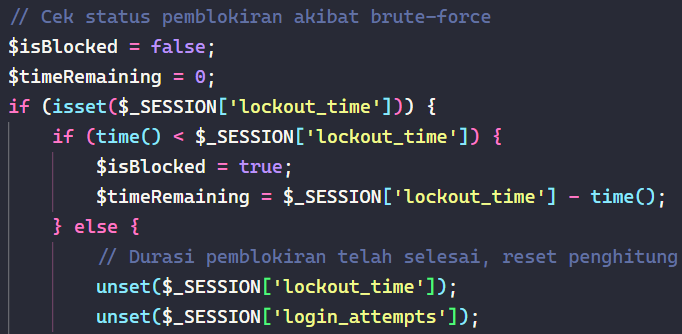 // Cek status pemblokiran akibat brute-force
$isBlocked = false;
$timeRemaining = 0;
if (isset($_SESSION['lockout_time'])) {
if (time() < $_SESSION['lockout_time']) {
$isBlocked = true;
$timeRemaining = $_SESSION['lockout_time'] - time();
} else {
// Durasi pemblokiran telah selesai, reset penghitung
unset($_SESSION['lockout_time']);
unset($_SESSION['login_attempts']);